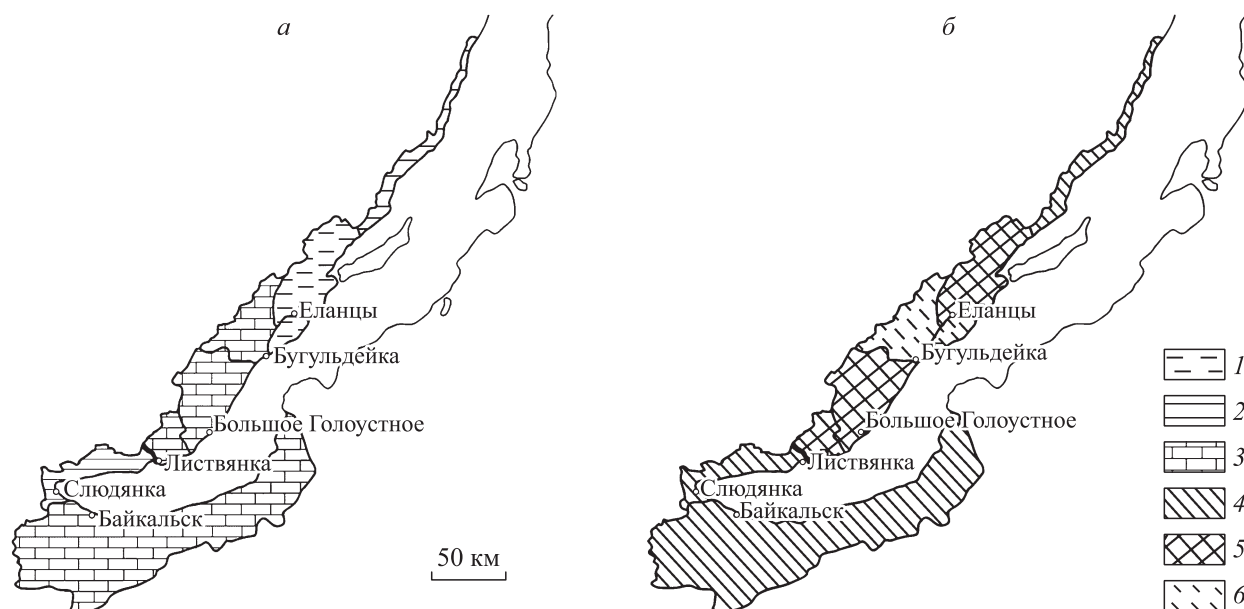 а
Еланцы
Бугульдейка
Большое Голоустное
Листвянка
Слюдянка
Байкальск
50 км
б
Еланцы
Бугульдейка
Большое Голоустное
Листвянка
Слюдянка
Байкальск
1
2
3
4
5
6